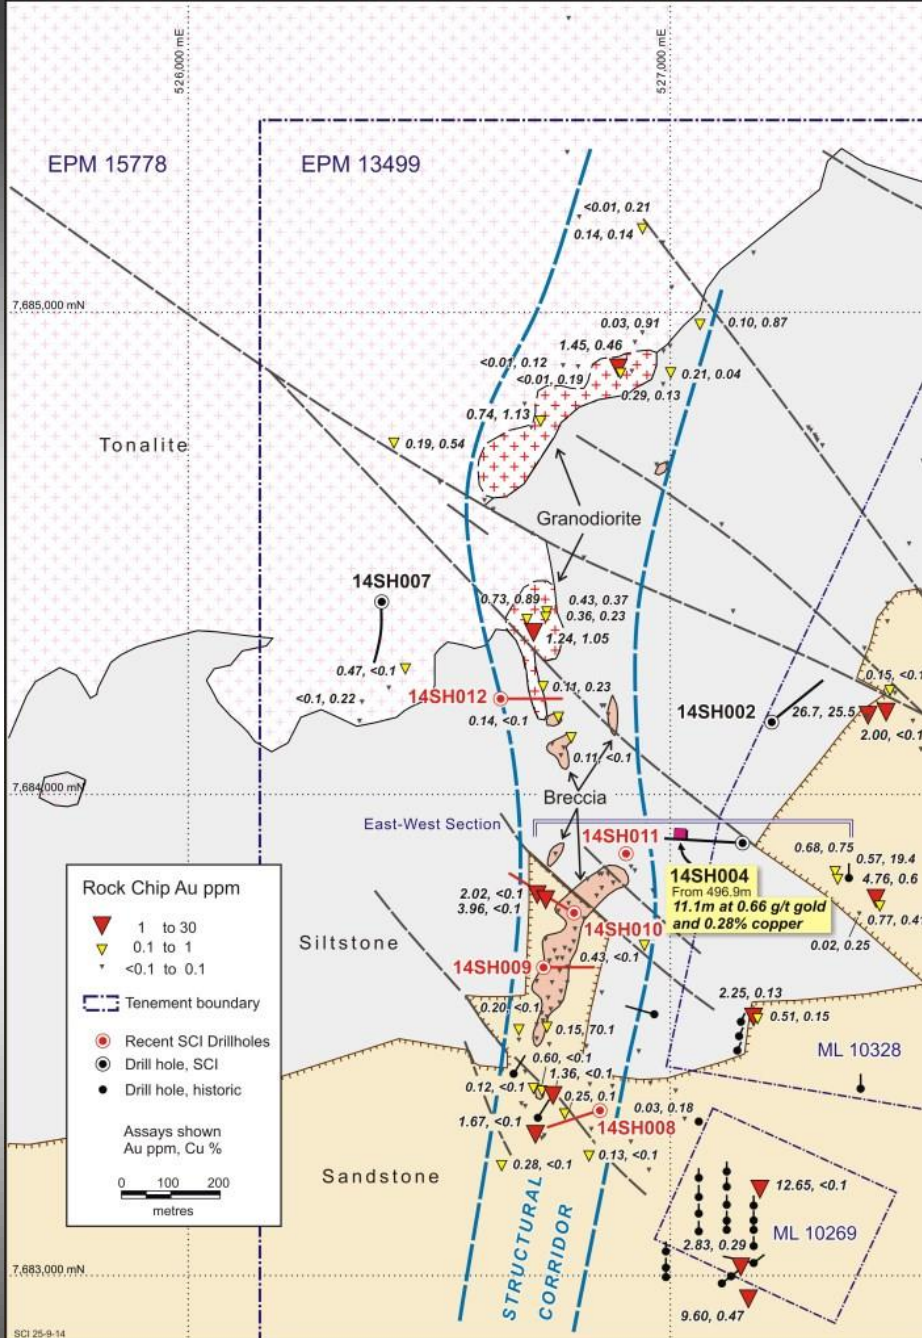 526,000 mE
527,000 mE
EPM 15778
EPM 13499
<0.01, 0.21
0.14, 0.14
7,685,000 mN
0.03, 0.91
0.10, 0.87
1.45, 0.46
<0.01, 0.12
<0.01, 0.19
0.21, 0.04
0.29, 0.13
0.74, 1.13
Tonalite
0.19, 0.54
Granodiorite
14SH007
0.73, 0.89
0.43, 0.37
0.36, 0.23
1.24, 1.05
0.47, <0.1
0.15, <0.1
<0.1, 0.22
14SH012
0.11, 0.23
14SH002
26.7, 25.5
0.14, <0.1
2.00, <0.1
0.11, <0.1
7,684,000 mN
Breccia
East-West Section
14SH011
0.68, 0.75
0.57, 19.4
14SH004
From 496.9m
11.1m at 0.66 g/t gold
and 0.28% copper
4.76, 0.6
2.02, <0.1
3.96, <0.1
0.77, 0.41
14SH010
0.02, 0.25
Siltstone
0.43, <0.1
14SH009
2.25, 0.13
0.20, <0.1
0.51, 0.15
0.15, 70.1
ML 10328
0.60, <0.1
1.36, <0.1
0.12, <0.1
0.25, 0.1
0.03, 0.18
1.67, <0.1
14SH008
0.13, <0.1
0.28, <0.1
Sandstone
12.65, <0.1
ML 10269
2.83, 0.29
7,683,000 mN
9.60, 0.47
STRUCTURAL
CORRIDOR
Rock Chip Au ppm
1 to 30
0.1 to 1
<0.1 to 0.1
Tenement boundary
Recent SCI Drillholes
Drill hole, SCI
Drill hole, historic
Assays shown
Au ppm, Cu %
0 100 200
metres
SCI 25-9-14